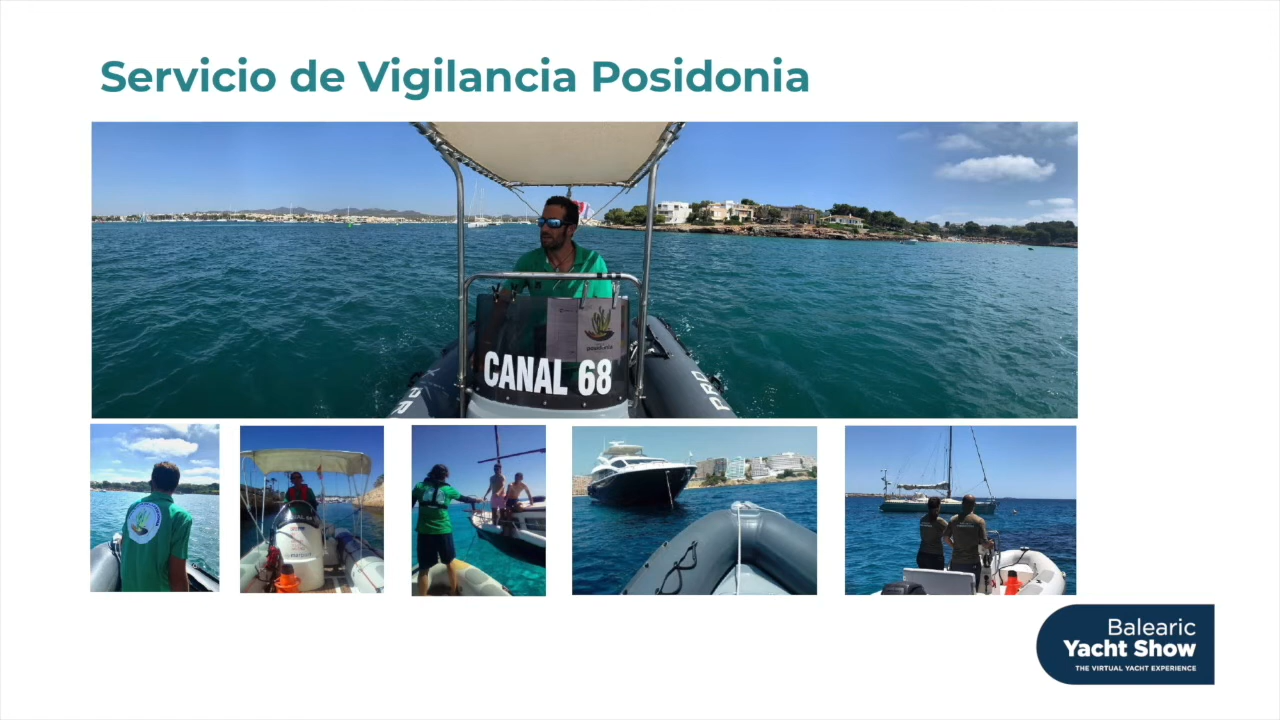 Servicio de Vigilancia Posidonia
CANAL 68
Balearic
Yacht Show
THE VIRTUAL YACHT EXPERIENCE